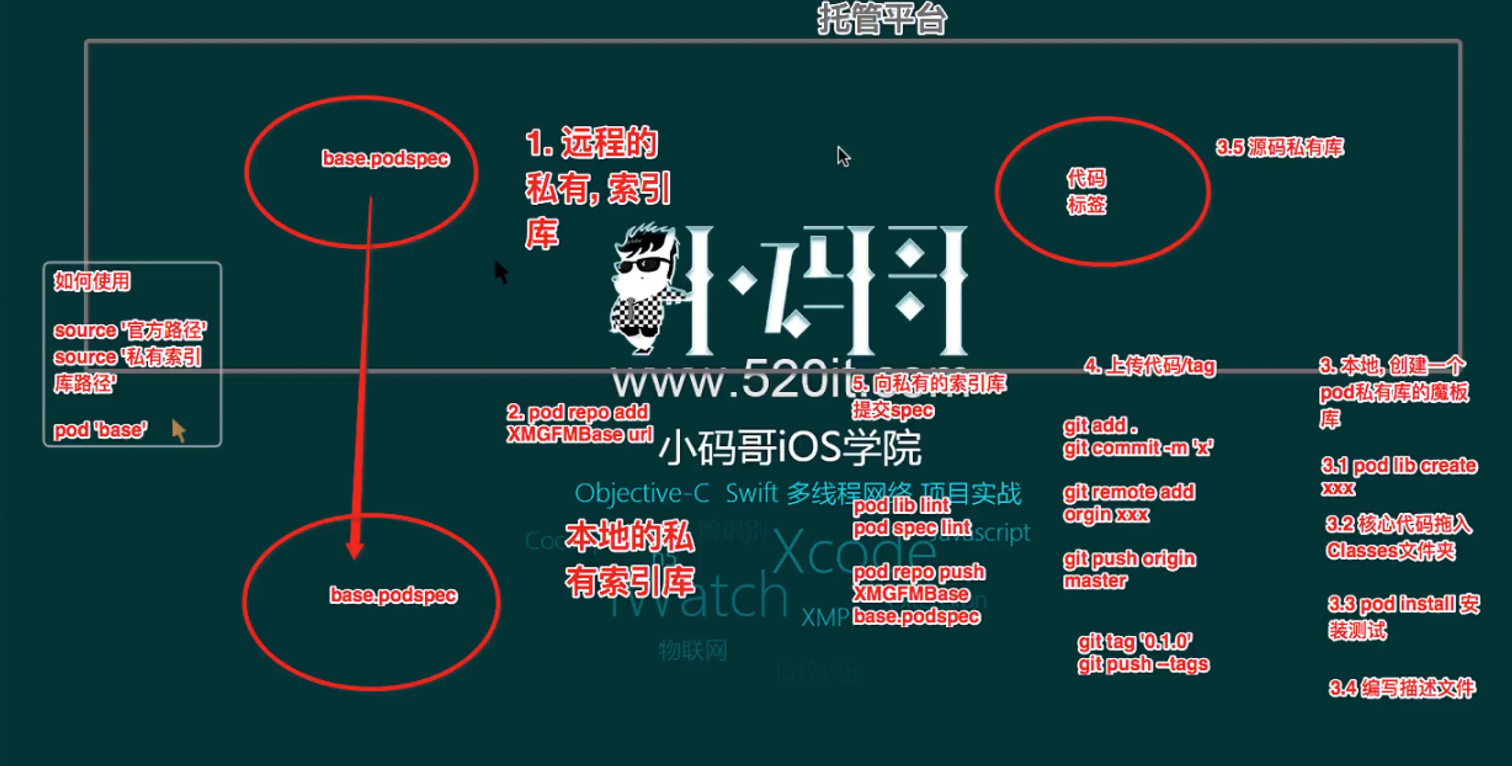 托管平台
base.podspec
1. 远程的
私有, 索引
库
代码
标签
3.5 源码私有库
如何使用
source '官方路径'
source '私有索引
库路径'
pod 'base'
小码哥
www.520it.com
小码哥iOS学院
Objective-C Swift 多线程网络 项目实战
Xcode
Javascript
iWatch
XMP
物联网
2. pod repo add
XMGFMBase url
本地的私
有索引库
base.podspec
5. 向私有的索引库
提交spec
pod lib lint
pod spec lint
pod repo push
XMGFMBase
base.podspec
4. 上传代码/tag
git add .
git commit -m 'x'
git remote add
orgin xxx
git push origin
master
git tag '0.1.0'
git push –tags
3. 本地, 创建一个
pod私有库的魔板
库
3.1 pod lib create
xxx
3.2 核心代码拖入
Classes文件夹
3.3 pod install 安
装测试
3.4 编写描述文件